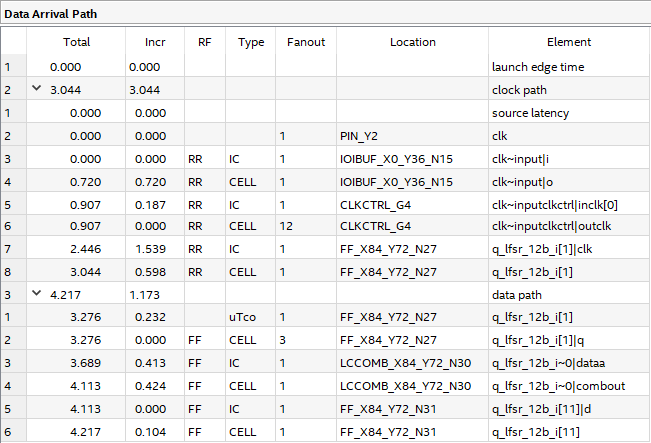 Data Arrival Path
Total Incr RF Type Fanout Location Element
1 0.000 0.000 launch edge time
2 3.044 3.044 clock path
1 0.000 0.000 source latency
2 0.000 0.000 1 PIN_Y2 clk
3 0.000 0.000 RR IC 1 IOIBUF_X0_Y36_N15 clk~input|i
4 0.720 0.720 RR CELL 1 IOIBUF_X0_Y36_N15 clk~input|o
5 0.907 0.187 RR IC 1 CLKCTRL_G4 clk~inputclkctrl|inclk[0]
6 0.907 0.000 RR CELL 12 CLKCTRL_G4 clk~inputclkctrl|outclk
7 2.446 1.539 RR IC 1 FF_X84_Y72_N27 q_lfsr_12b_i[1]|clk
8 3.044 0.598 RR CELL 1 FF_X84_Y72_N27 q_lfsr_12b_i[1]
3 4.217 1.173 data path
1 3.276 0.232 uTco 1 FF_X84_Y72_N27 q_lfsr_12b_i[1]
2 3.276 0.000 FF CELL 3 FF_X84_Y72_N27 q_lfsr_12b_i[1]|q
3 3.689 0.413 FF IC 1 LCCOMB_X84_Y72_N30 q_lfsr_12b_i~0|dataa
4 4.113 0.424 FF CELL 1 LCCOMB_X84_Y72_N30 q_lfsr_12b_i~0|combout
5 4.113 0.000 FF IC 1 FF_X84_Y72_N31 q_lfsr_12b_i[11]|d
6 4.217 0.104 FF CELL 1 FF_X84_Y72_N31 q_lfsr_12b_i[11]